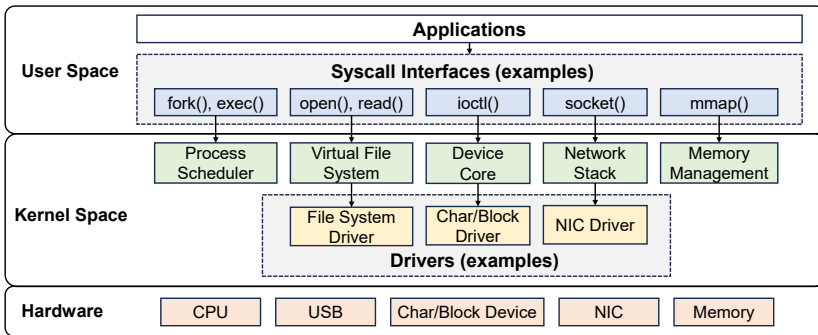 Applications
User Space
Syscall Interfaces (examples)
fork(), exec()
open(), read()
ioctl()
socket()
mmap()
Process
Scheduler
Virtual File
System
Device
Core
Network
Stack
Memory
Management
Kernel Space
File System
Driver
Char/Block
Driver
NIC Driver
Drivers (examples)
Hardware
CPU
USB
Char/Block Device
NIC
Memory